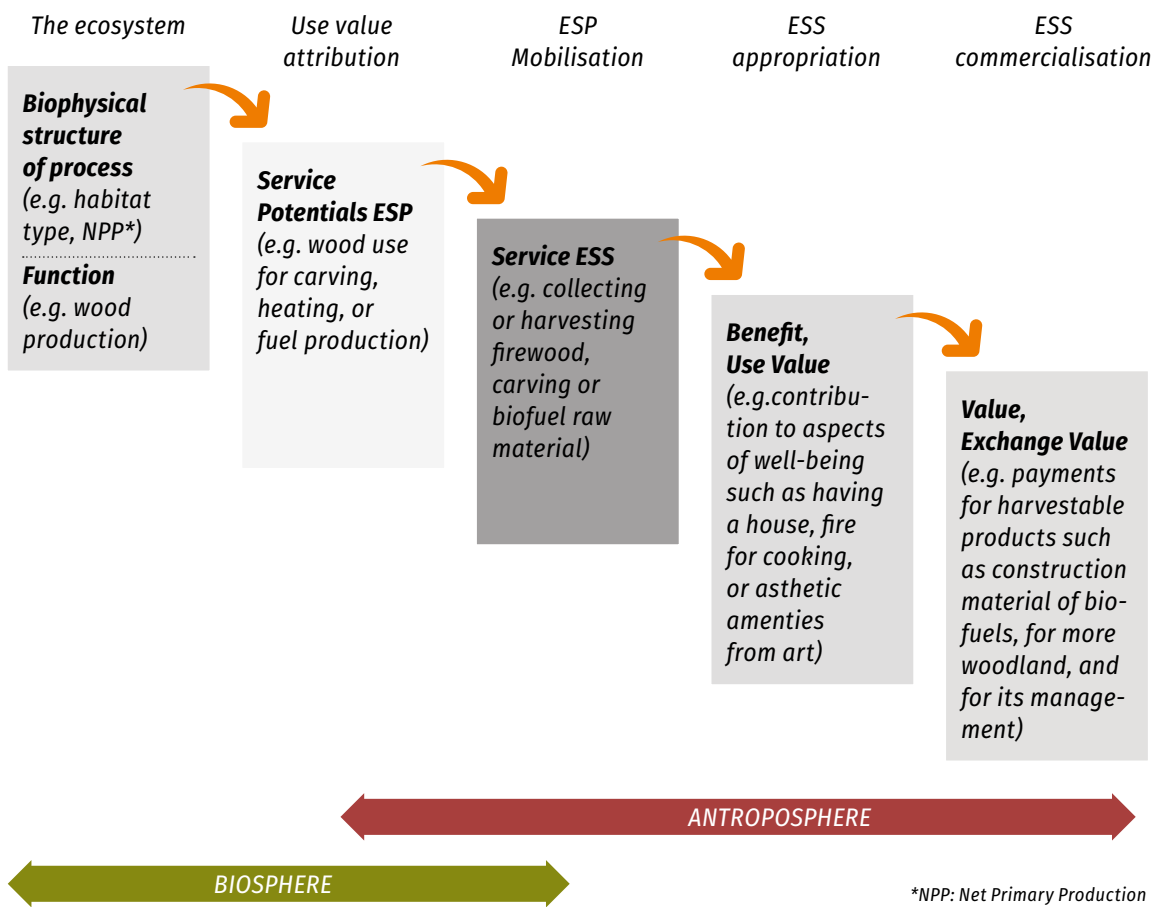 The ecosystem
Use value
attribution
ESP
Mobilisation
ESS
appropriation
ESS
commercialisation
Biophysical
structure
of process
(e.g. habitat
type, NPP*)
Function
(e.g. wood
production)
Service
Potentials ESP
(e.g. wood use
for carving,
heating, or
fuel production)
Service ESS
(e.g. collecting
or harvesting
firewood,
carving or
biofuel raw
material)
Benefit,
Use Value
(e.g.contribu-
tion to aspects
of well-being
such as having
a house, fire
for cooking,
or asthetic
amenties
from art)
Value,
Exchange Value
(e.g. payments
for harvestable
products such
as construction
material of bio-
fuels, for more
woodland, and
for its manage-
ment)
ANTROPOSPHERE
BIOSPHERE
*NPP: Net Primary Production